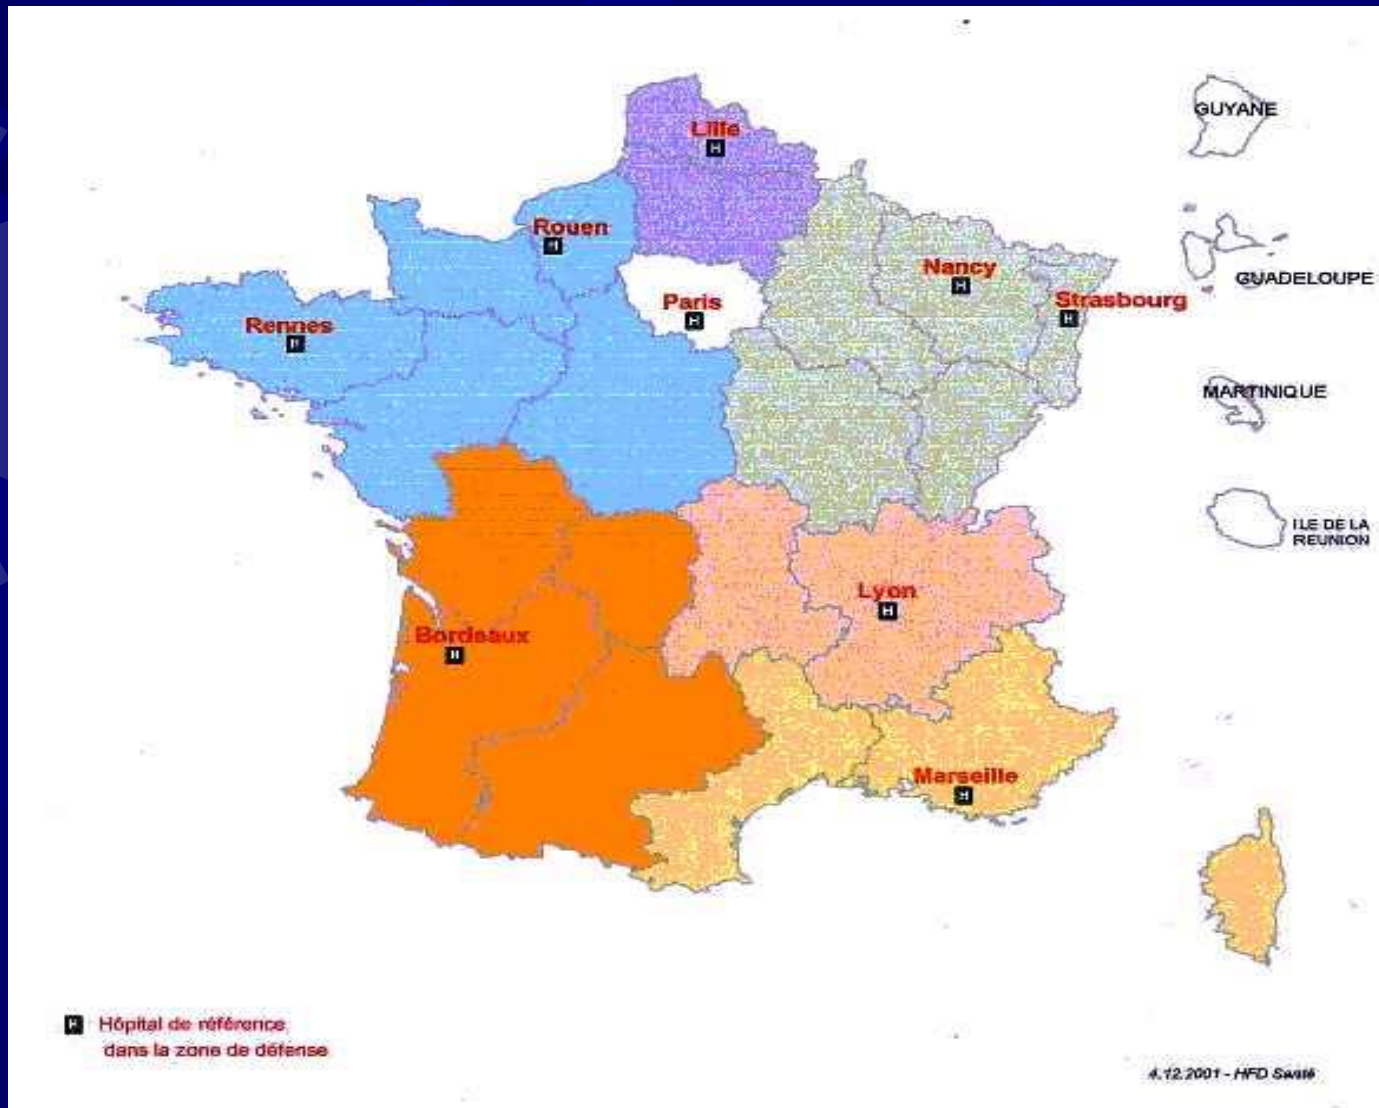 GUYANE
Lille
Rouen
Nancy
GUADELOUPE
Paris
Strasbourg
Rennes
MARTINIQUE
ILE DE LA
REUNION
Lyon
Bordeaux
Marseille
H Hôpital de référence
dans la zone de défense
4.12.2001 - HFD Santé